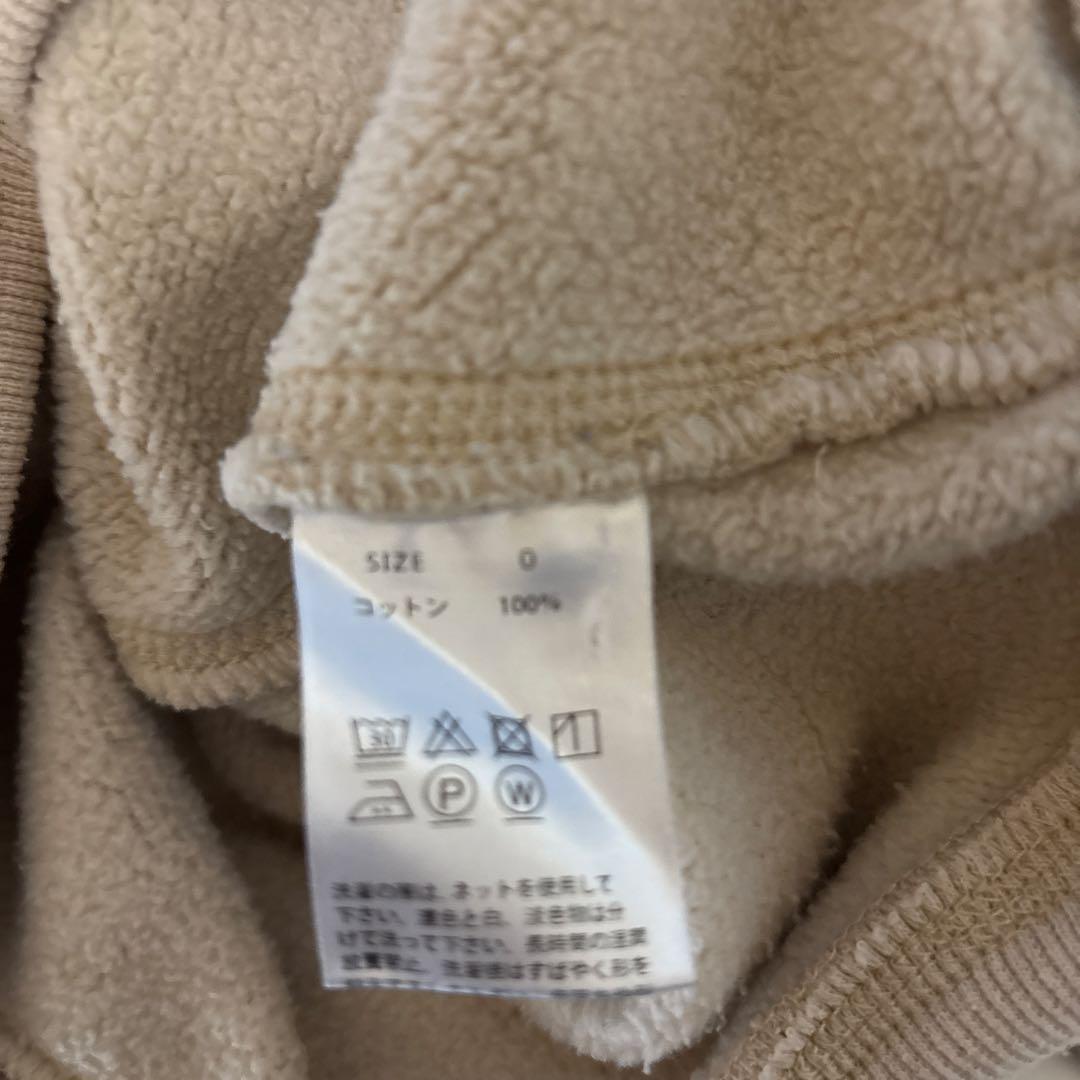 SIZE 0
コットン 100%
30
P W
洗濯の際は、ネットを使用して
下さい。濃色と白、淡色物は分
けて洗って下さい。長時間の浸漬
放置禁止。洗濯後はすばやく形を